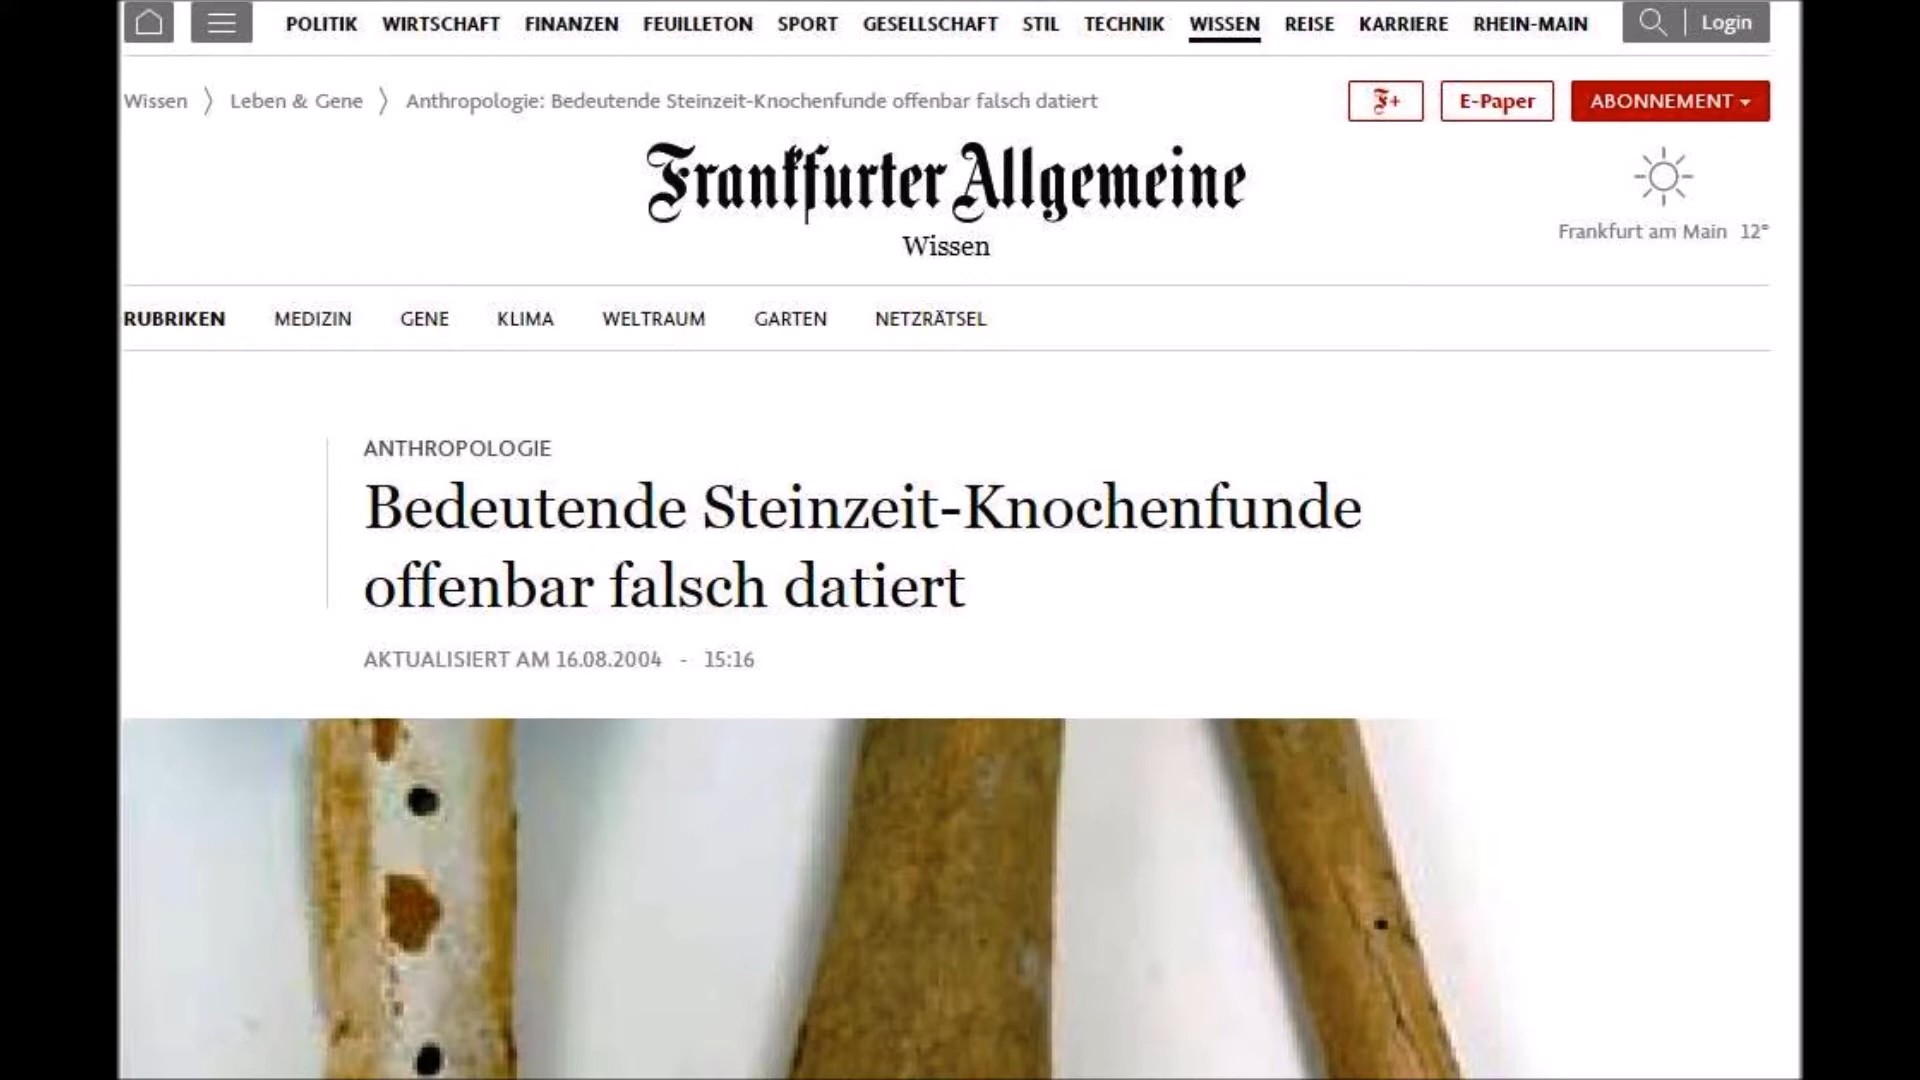 POLITIK WIRTSCHAFT FINANZEN FEUILLETON SPORT GESELLSCHAFT STIL TECHNIK WISSEN REISE KARRIERE RHEIN-MAIN Login
Wissen Leben & Gene Anthropologie: Bedeutende Steinzeit-Knochenfunde offenbar falsch datiert F+ E-Paper ABONNEMENT
Frankfurter Allgemeine
Wissen
Frankfurt am Main 12°
RUBRIKEN MEDIZIN GENE KLIMA WELTRAUM GARTEN NETZRÄTSEL
ANTHROPOLOGIE
Bedeutende Steinzeit-Knochenfunde
offenbar falsch datiert
AKTUALISIERT AM 16.08.2004 - 15:16